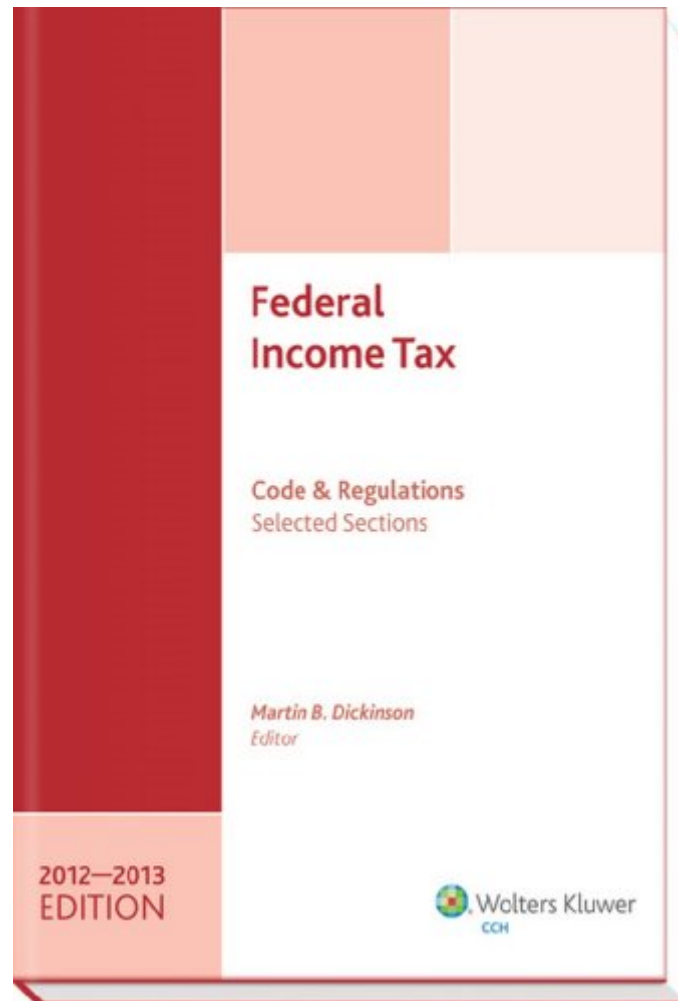 Federal
Income Tax
Code & Regulations
Selected Sections
Martin B. Dickinson
Editor
2012—2013
EDITION
Wolters Kluwer
CCH